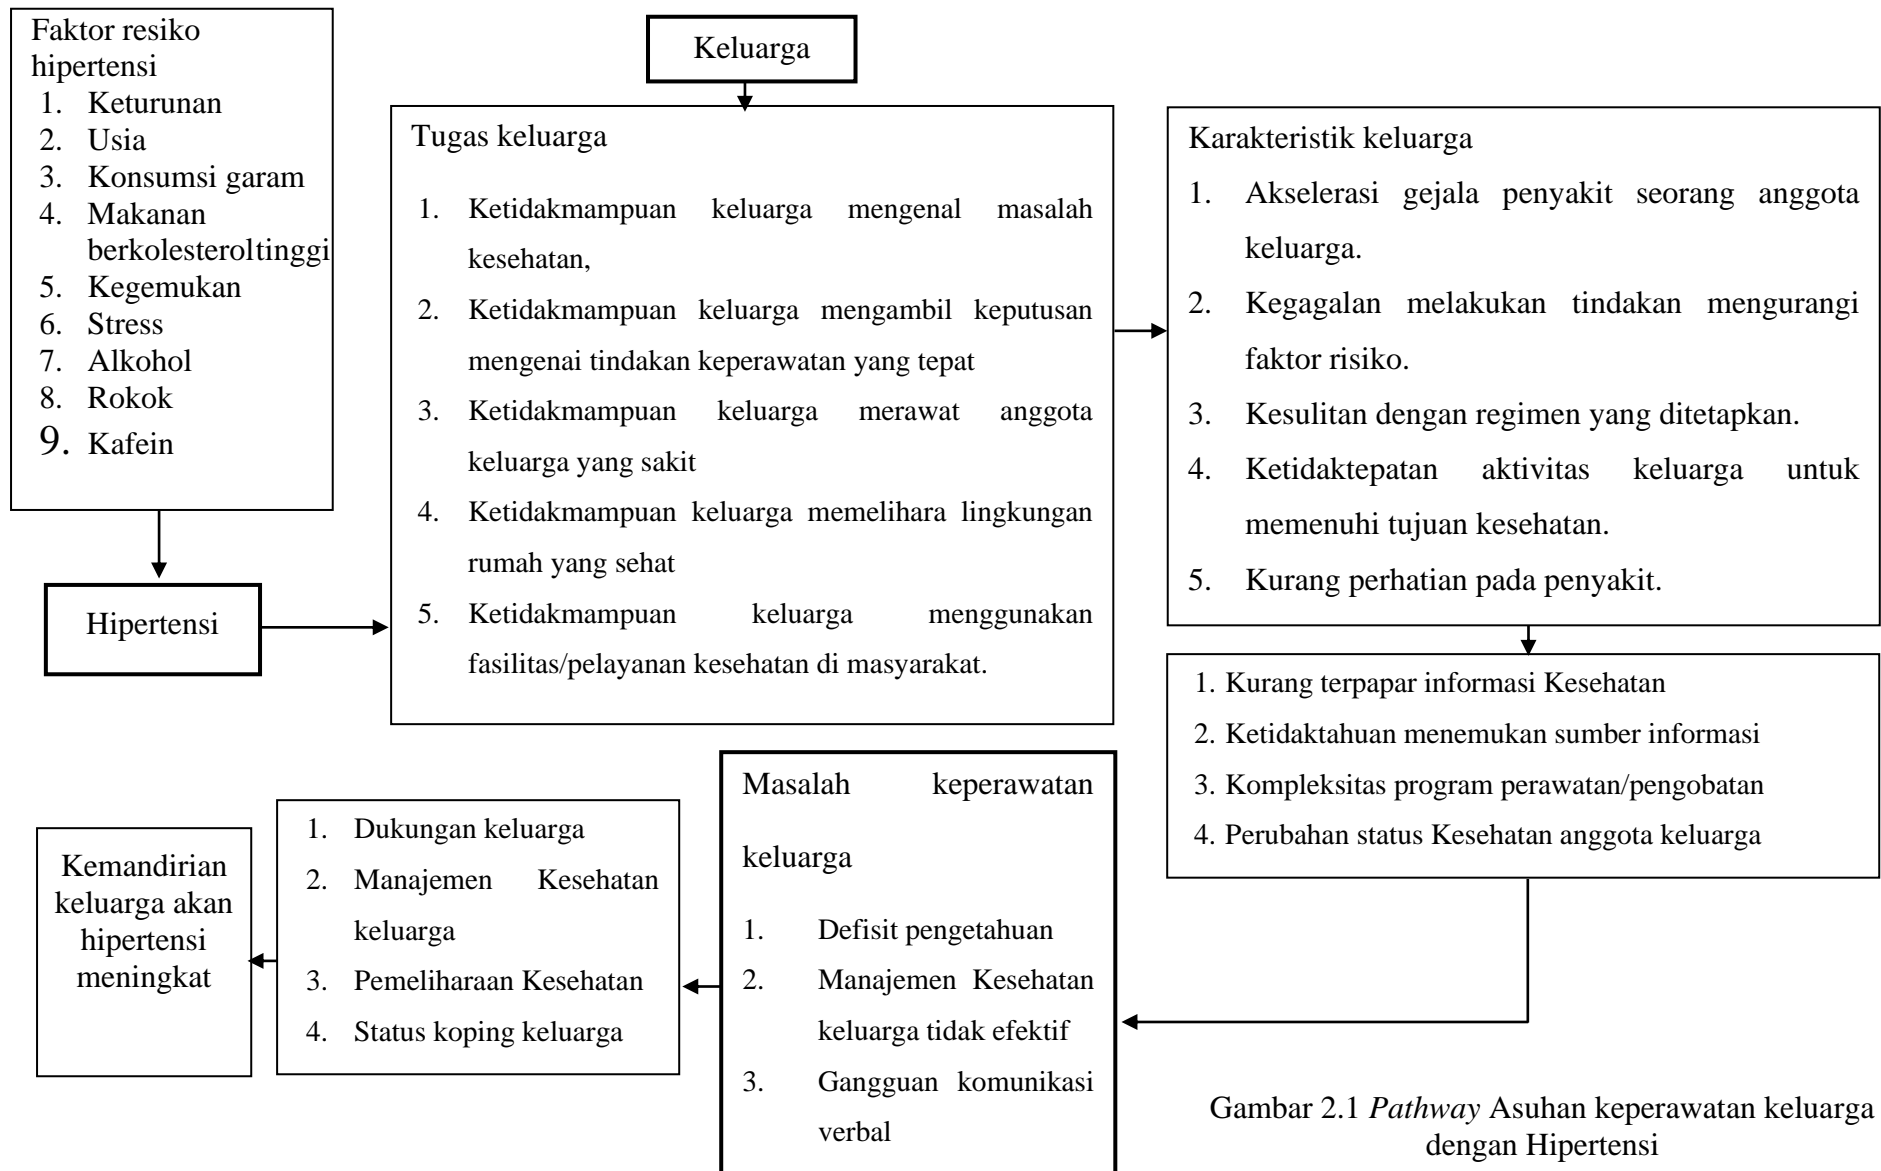 Faktor resiko
hipertensi
1. Keturunan
2. Usia
3. Konsumsi garam
4. Makanan
berkolesteroltinggi
5. Kegemukan
6. Stress
7. Alkohol
8. Rokok
9. Kafein
Hipertensi
Keluarga
Tugas keluarga
1. Ketidakmampuan keluarga mengenal masalah
kesehatan,
2. Ketidakmampuan keluarga mengambil keputusan
mengenai tindakan keperawatan yang tepat
3. Ketidakmampuan keluarga merawat anggota
keluarga yang sakit
4. Ketidakmampuan keluarga memelihara lingkungan
rumah yang sehat
5. Ketidakmampuan keluarga menggunakan
fasilitas/pelayanan kesehatan di masyarakat.
Karakteristik keluarga
1. Akselerasi gejala penyakit seorang anggota
keluarga.
2. Kegagalan melakukan tindakan mengurangi
faktor risiko.
3. Kesulitan dengan regimen yang ditetapkan.
4. Ketidaktepatan aktivitas keluarga untuk
memenuhi tujuan kesehatan.
5. Kurang perhatian pada penyakit.
1. Kurang terpapar informasi Kesehatan
2. Ketidaktahuan menemukan sumber informasi
3. Kompleksitas program perawatan/pengobatan
4. Perubahan status Kesehatan anggota keluarga
Masalah keperawatan
keluarga
1. Defisit pengetahuan
2. Manajemen Kesehatan
keluarga tidak efektif
3. Gangguan komunikasi
verbal
1. Dukungan keluarga
2. Manajemen Kesehatan
keluarga
3. Pemeliharaan Kesehatan
4. Status koping keluarga
Kemandirian
keluarga akan
hipertensi
meningkat
Gambar 2.1 Pathway Asuhan keperawatan keluarga
dengan Hipertensi